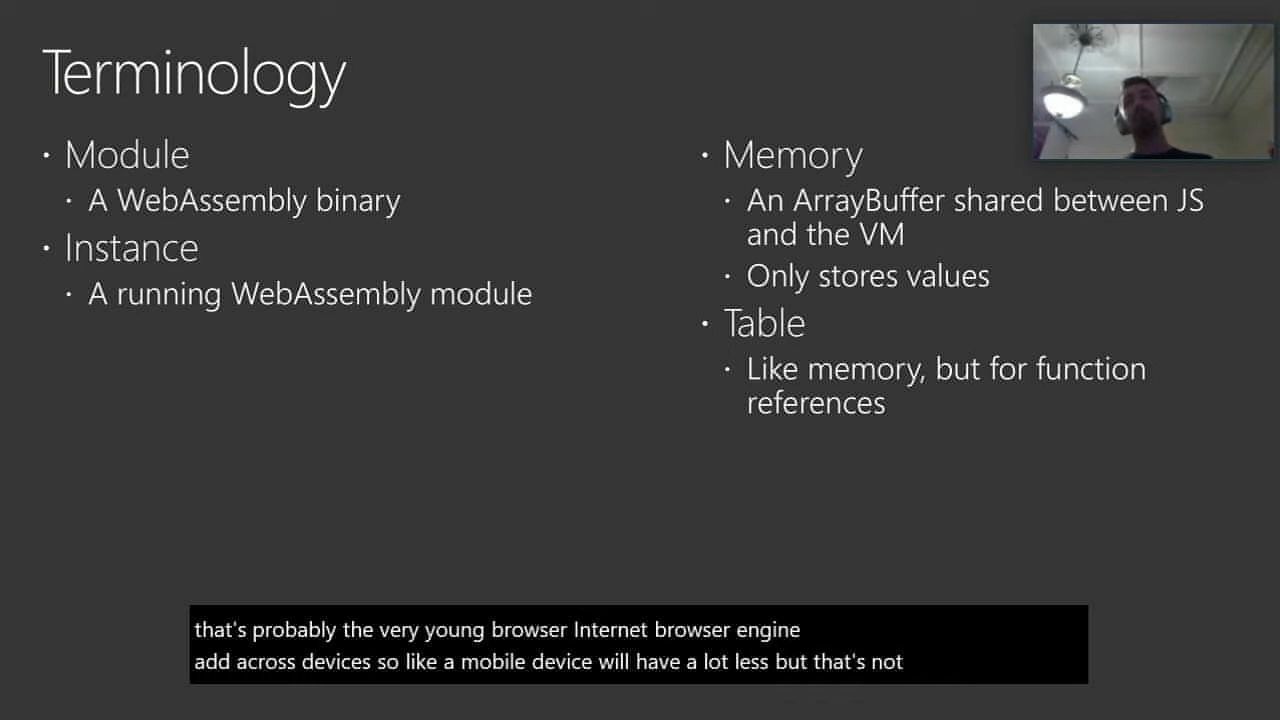 Terminology
• Module
• A WebAssembly binary
• Instance
• A running WebAssembly module
• Memory
• An ArrayBuffer shared between JS
and the VM
• Only stores values
• Table
• Like memory, but for function
references
that's probably the very young browser Internet browser engine
add across devices so like a mobile device will have a lot less but that's not